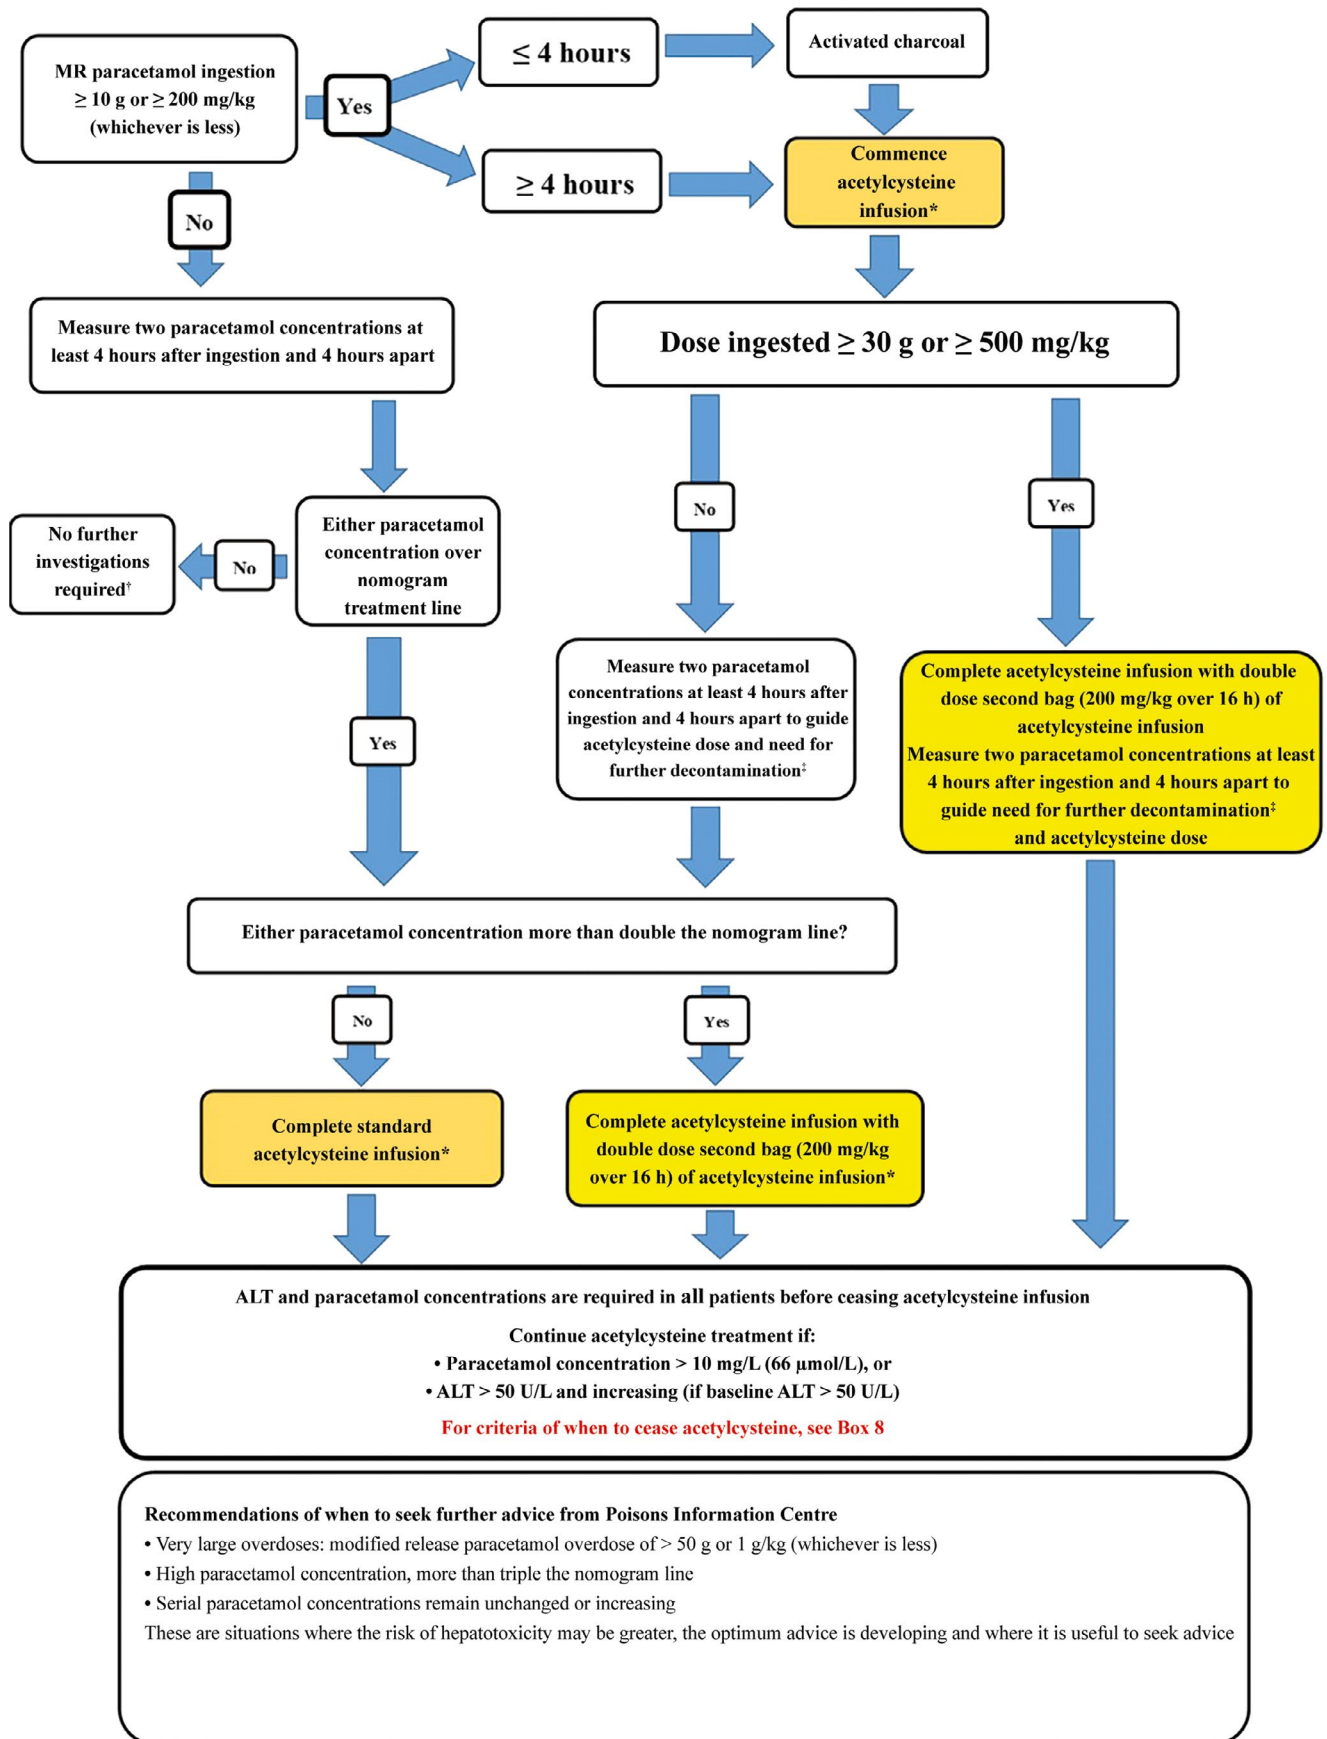 MR paracetamol ingestion
≥ 10 g or ≥ 200 mg/kg
(whichever is less)
Yes
≤ 4 hours
Activated charcoal
≥ 4 hours
Commence
acetylcysteine
infusion*
No
Measure two paracetamol concentrations at
least 4 hours after ingestion and 4 hours apart
Dose ingested ≥ 30 g or ≥ 500 mg/kg
No
Yes
Either paracetamol
concentration over
nomogram
treatment line
No
No further
investigations
required†
Yes
Measure two paracetamol
concentrations at least 4 hours after
ingestion and 4 hours apart to guide
acetylcysteine dose and need for
further decontamination‡
Complete acetylcysteine infusion with double
dose second bag (200 mg/kg over 16 h) of
acetylcysteine infusion
Measure two paracetamol concentrations at least
4 hours after ingestion and 4 hours apart to
guide need for further decontamination‡
and acetylcysteine dose
Either paracetamol concentration more than double the nomogram line?
No
Yes
Complete standard
acetylcysteine infusion*
Complete acetylcysteine infusion with
double dose second bag (200 mg/kg
over 16 h) of acetylcysteine infusion*
ALT and paracetamol concentrations are required in all patients before ceasing acetylcysteine infusion
Continue acetylcysteine treatment if:
• Paracetamol concentration > 10 mg/L (66 μmol/L), or
• ALT > 50 U/L and increasing (if baseline ALT > 50 U/L)
For criteria of when to cease acetylcysteine, see Box 8
Recommendations of when to seek further advice from Poisons Information Centre
• Very large overdoses: modified release paracetamol overdose of > 50 g or 1 g/kg (whichever is less)
• High paracetamol concentration, more than triple the nomogram line
• Serial paracetamol concentrations remain unchanged or increasing
These are situations where the risk of hepatotoxicity may be greater, the optimum advice is developing and where it is useful to seek advice